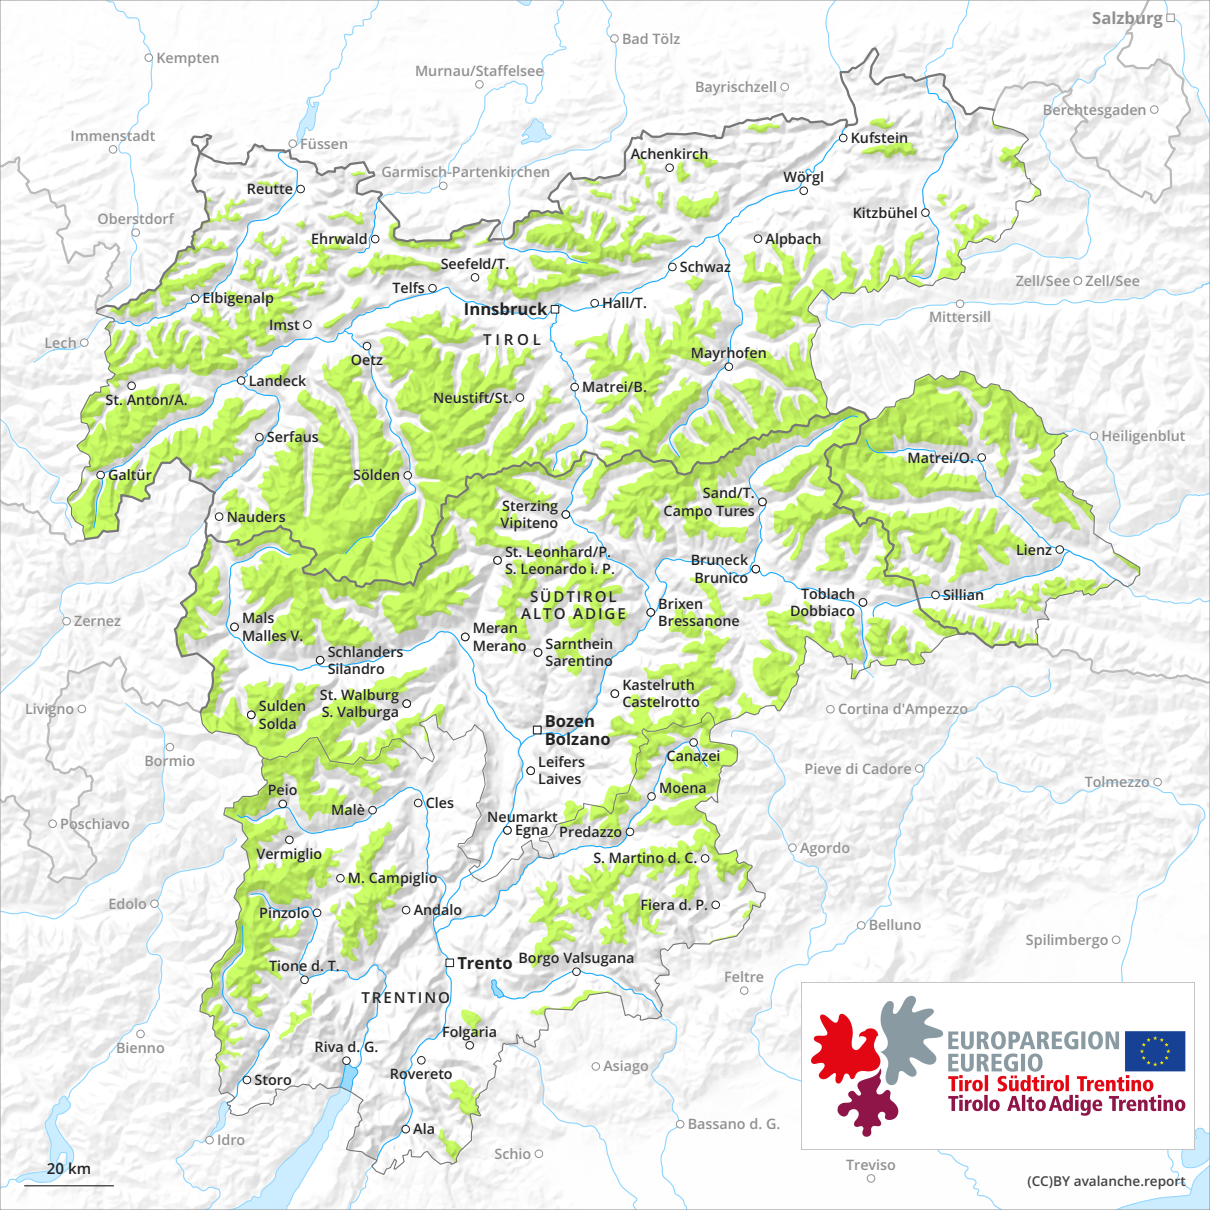 Salzburg
Bad Tölz
Kempten
Murnau/Staffelsee
Bayrischzell
Berchtesgaden
Immenstadt
Füssen
Kufstein
Achenkirch
Garmisch-Partenkirchen
Wörgl
Reutte
Oberstdorf
Kitzbühel
Ehrwald
Alpbach
Seefeld/T.
Schwaz
Zell/See
Zell/See
Telfs
Elbigenalp
Innsbruck
Hall/T.
Mittersill
Imst
TIROL
Lech
Oetz
Mayrhofen
Landeck
Matrei/B.
St. Anton/A.
Neustift/St.
Serfaus
Heiligenblut
Matrei/O.
Galtür
Sölden
Sand/T.
Campo Tures
Sterzing
Vipiteno
Nauders
St. Leonhard/P.
S. Leonardo i. P.
Lienz
Bruneck
Brunico
SÜDTIROL
ALTO ADIGE
Toblach
Dobbiaco
Sillian
Brixen
Bressanone
Zernez
Mals
Malles V.
Meran
Merano
Sarnthein
Sarentino
Schlanders
Silandro
Kastelruth
Castelrotto
St. Walburg
S. Valburga
Sulden
Solda
Livigno
Cortina d'Ampezzo
Bozen
Bolzano
Bormio
Canazei
Leifers
Laives
Pieve di Cadore
Tolmezzo
Peio
Moena
Cles
Malè
Neumarkt
Egna
Predazzo
Poschiavo
Vermiglio
Agordo
S. Martino d. C.
M. Campiglio
Edolo
Fiera d. P.
Pinzolo
Andalo
Belluno
Spilimbergo
Trento
Borgo Valsugana
Tione d. T.
Feltre
TRENTINO
Folgaria
Bienno
Riva d. G.
Rovereto
Asiago
Storo
Ala
Bassano d. G.
Idro
Schio
Treviso
EUROPAREGION
EUREGIO
Tirol Südtirol Trentino
Tirolo Alto Adige Trentino
20 km
(CC)BY avalanche.report